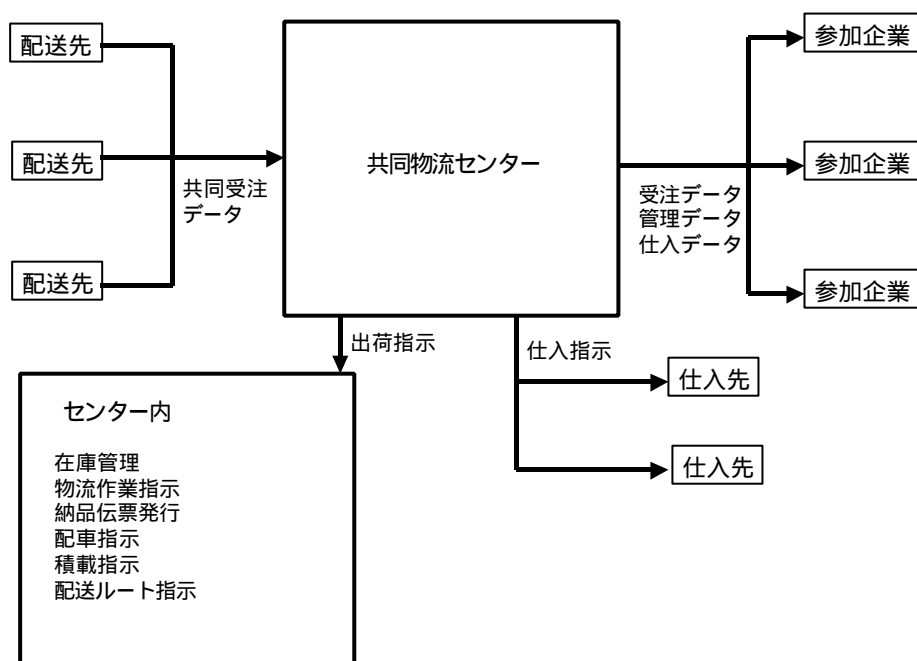 配送先
参加企業
配送先
共同物流センター
参加企業
共同受注
データ
受注データ
管理データ
仕入データ
配送先
参加企業
出荷指示
仕入指示
仕入先
センター内
仕入先
在庫管理
物流作業指示
納品伝票発行
配車指示
積載指示
配送ルート指示